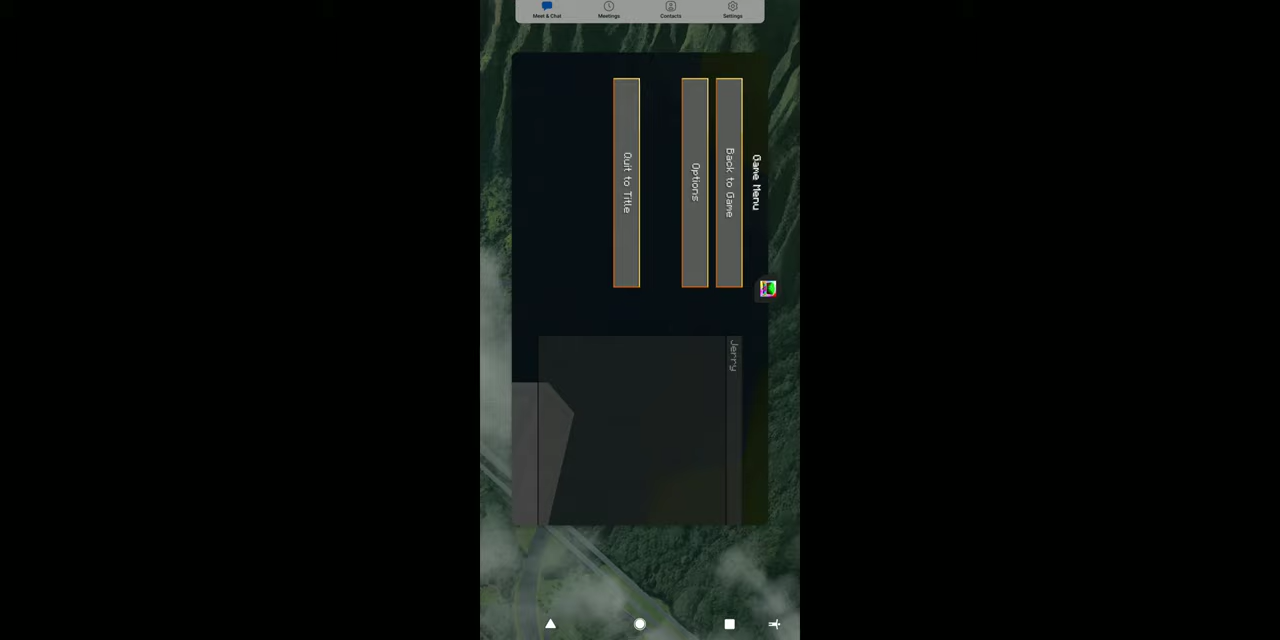 Meet & Chat
Meetings
Contacts
Settings
Game Menu
Back to Game
Options
Quit to Title
Jerry